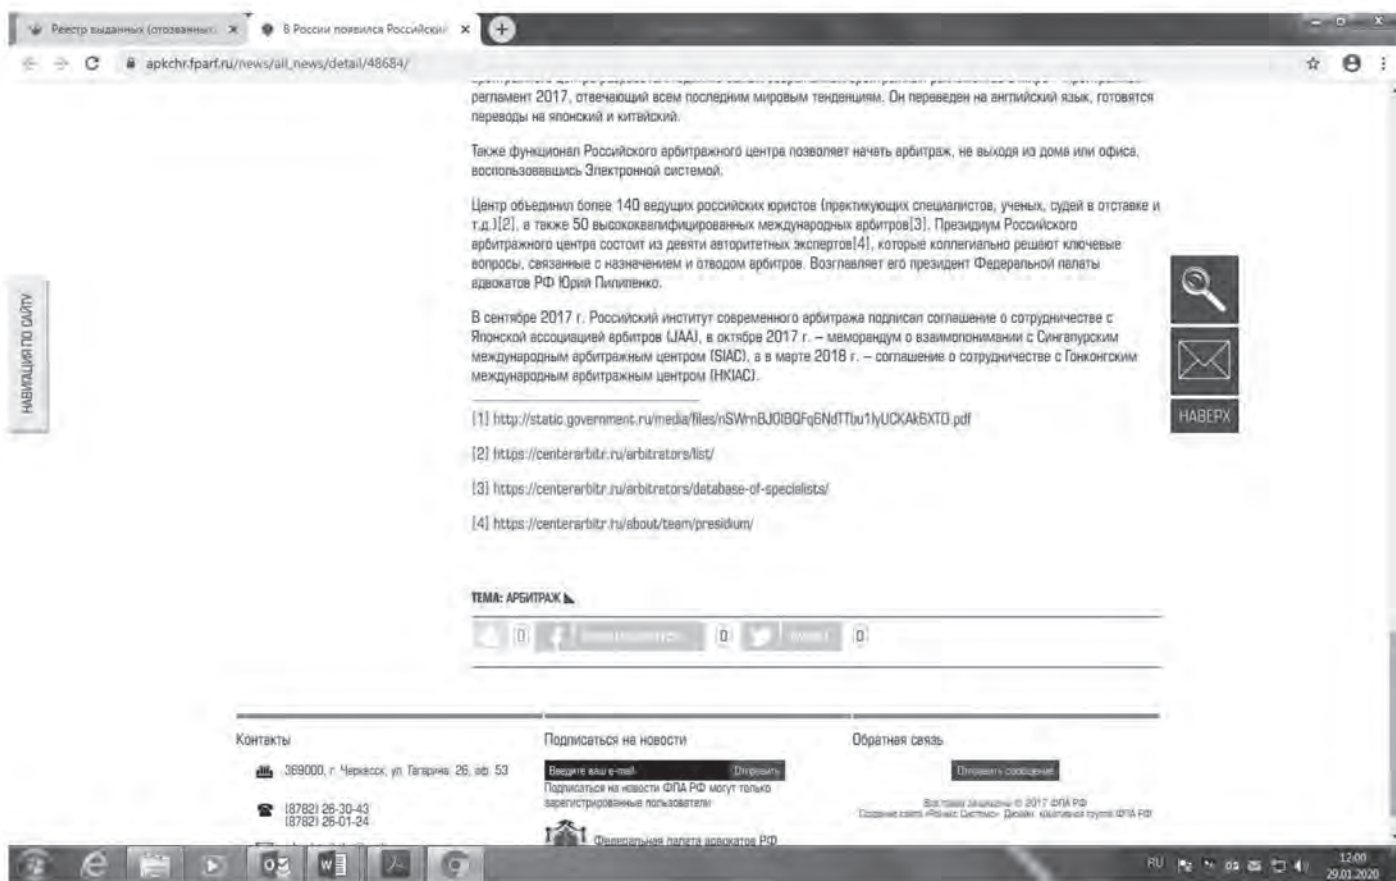 Реестр выданных (отозванных)
В России появился Российский
apkchr.fparf.ru/news/all_news/detail/48684/
регламент 2017, отвечающий всем последним мировым тенденциям. Он переведен на английский язык, готовятся
переводы на японский и китайский.
Также функционал Российского арбитражного центра позволяет начать арбитраж, не выходя из дома или офиса,
воспользовавшись Электронной системой.
Центр объединил более 140 ведущих российских юристов (практикующих специалистов, ученых, судей в отставке и
т.д.)[2], а также 50 высококвалифицированных международных арбитров[3]. Президиум Российского
арбитражного центра состоит из девяти авторитетных экспертов[4], которые коллегиально решают ключевые
вопросы, связанные с назначением и отводом арбитров. Возглавляет его президент Федеральной палаты
адвокатов РФ Юрий Пилипенко.
В сентябре 2017 г. Российский институт современного арбитража подписал соглашение о сотрудничестве с
Японской ассоциацией арбитров (JAA), в октябре 2017 г. – меморандум о взаимопонимании с Сингапурским
международным арбитражным центром (SIAC), а в марте 2018 г. – соглашение о сотрудничестве с Гонконгским
международным арбитражным центром (HKIAC).
[1]
[2] https://centerarbitr.ru/arbitrators/list/
[3] https://centerarbitr.ru/arbitrators/database-of-specialists/
[4] https://centerarbitr.ru/about/team/presidium/
НАВИГАЦИЯ ПО САЙТУ
НАВЕРХ
ТЕМА: АРБИТРАЖ
0
0
0
Контакты
369000, г. Черкесск, ул. Гагарина, 26, оф. 53
(8782) 26-30-43
(8782) 26-01-24
Подписаться на новости
Введите ваш e-mail
Отправить
Подписаться на новости ФПА РФ могут только
зарегистрированные пользователи
Федеральная палата адвокатов РФ
Обратная связь
Отправить сообщение
Все права защищены © 2017 ФПА РФ
RU
12:00
29.01.2020